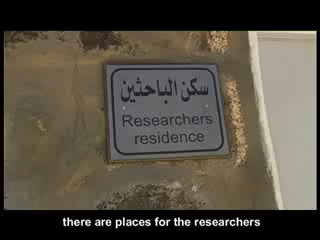 سكن الباحثين
Researchers
residence
there are places for the researchers